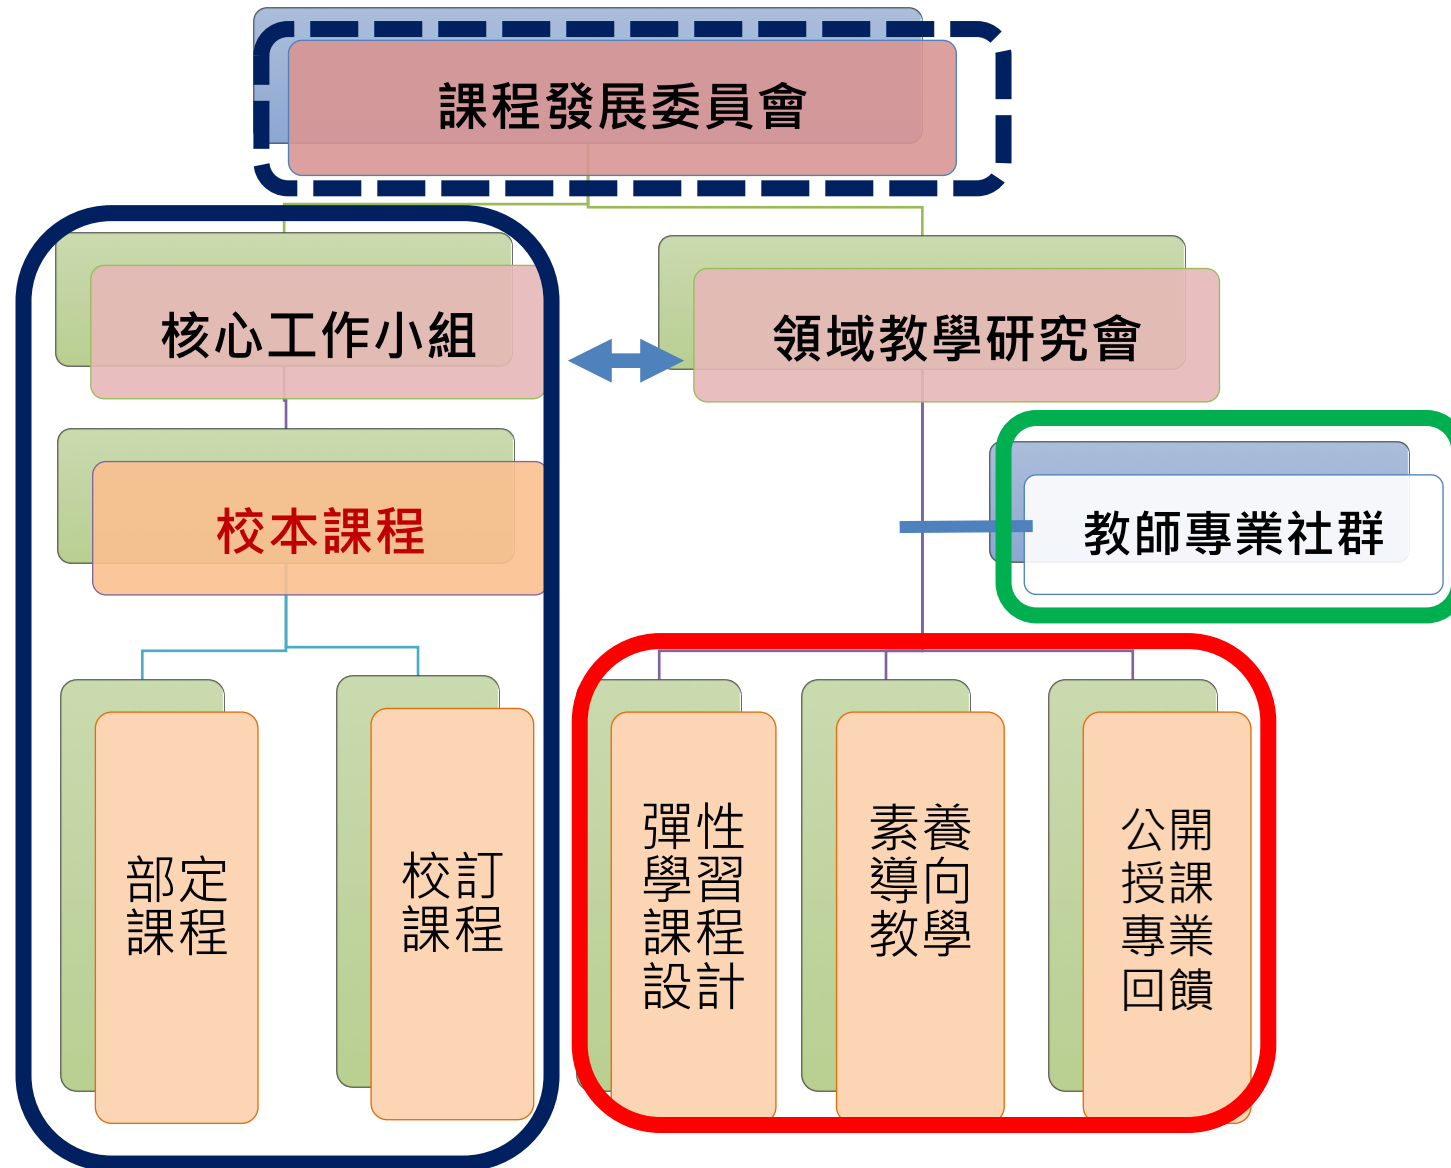 課程發展委員會
核心工作小組
領域教學研究會
校本課程
教師專業社群
部定
課程
校訂
課程
彈性
學習
課程
設計
素養
導向
教學
公開
授課
專業
回饋